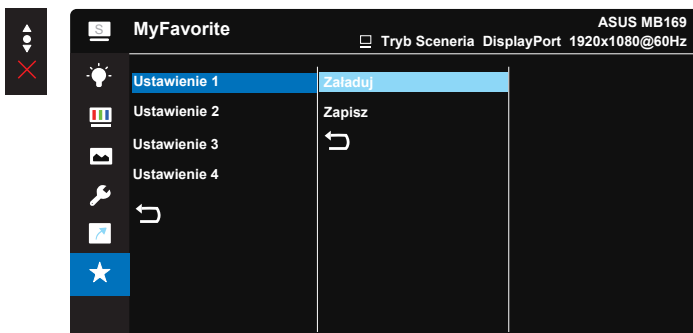 S
MyFavorite
ASUS MB169
Tryb Sceneria DisplayPort 1920x1080@60Hz
Ustawienie 1
Załaduj
Ustawienie 2
Zapisz
Ustawienie 3
Ustawienie 4